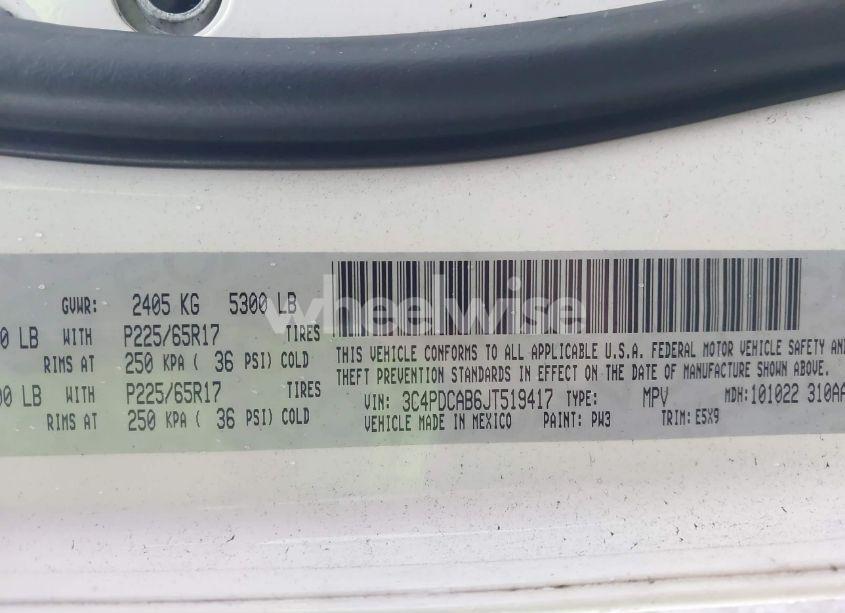 GVWR: 2405 KG 5300 LB
0 LB WITH P225/65R17 TIRES
RIMS AT 250 KPA ( 36 PSI) COLD
00 LB WITH P225/65R17 TIRES
RIMS AT 250 KPA ( 36 PSI) COLD
wheelwise
THIS VEHICLE CONFORMS TO ALL APPLICABLE U.S.A. FEDERAL MOTOR VEHICLE SAFETY AND
THEFT PREVENTION STANDARDS IN EFFECT ON THE DATE OF MANUFACTURE SHOWN ABOVE.
VIN: 3C4PDCAB6JT519417 TYPE: MPV MDH: 101022 310AA
VEHICLE MADE IN MEXICO PAINT: PW3 TRIM: E5X9